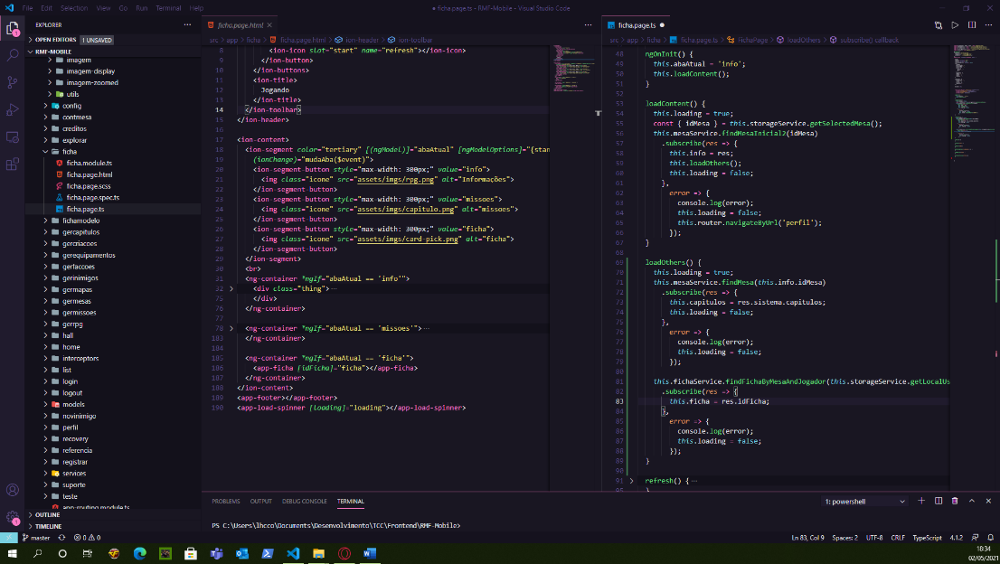 File Edit Selection View Go Run Terminal Help
● ficha.page.ts - RMF-Mobile - Visual Studio Code
EXPLORER
OPEN EDITORS 1 UNSAVED
RMF-MOBILE
imagem
imagem-display
imagem-zoomed
utils
config
contmesa
creditos
explorar
ficha
ficha.module.ts
ficha.page.html
ficha.page.scss
ficha.page.spec.ts
ficha.page.ts
fichamodelo
gercapitulos
gercriacoes
gerequipamentos
gerfaccoes
gerinimigos
germapas
germesas
germissoes
gerrpg
hall
home
interceptors
list
login
logout
models
novinimigo
perfil
recovery
referencia
registrar
services
suporte
teste
app-routing.module.ts
OUTLINE
TIMELINE
ficha.page.html
src > app > ficha > ficha.page.html > ion-header > ion-toolbar
8 <ion-icon slot="start" name="refresh"></ion-icon>
9 </ion-button>
10 </ion-buttons>
11 <ion-title>
12 Jogando
13 </ion-title>
14 </ion-toolbar>
15 </ion-header>
16
17 <ion-content>
18 <ion-segment color="tertiary" [(ngModel)]="abaAtual" [ngModelOptions]="{stan
19 (ionChange)="mudaAba($event)">
20 <ion-segment-button style="max-width: 300px;" value="info">
21 <img class="icone" src="assets/imgs/rpg.png" alt="Informações">
22 </ion-segment-button>
23 <ion-segment-button style="max-width: 300px;" value="missoes">
24 <img class="icone" src="assets/imgs/capitulo.png" alt="missoes">
25 </ion-segment-button>
26 <ion-segment-button style="max-width: 300px;" value="ficha">
27 <img class="icone" src="assets/imgs/card-pick.png" alt="ficha">
28 </ion-segment-button>
29 </ion-segment>
30 <br>
31 <ng-container *ngIf="abaAtual == 'info'">
32 <div class="thing">…
75 </div>
76 </ng-container>
77
78 <ng-container *ngIf="abaAtual == 'missoes'">…
183 </ng-container>
184
185 <ng-container *ngIf="abaAtual == 'ficha'">
186 <app-ficha [idFicha]="ficha"></app-ficha>
187 </ng-container>
188 </ion-content>
189 <app-footer></app-footer>
190 <app-load-spinner [loading]="loading"></app-load-spinner>
ficha.page.ts
src > app > ficha > ficha.page.ts > FichaPage > loadOthers > subscribe() callback
48 ngOnInit() {
49 this.abaAtual = 'info';
50 this.loadContent();
51 }
52
53 loadContent() {
54 this.loading = true;
55 const { idMesa } = this.storageService.getSelectedMesa();
56 this.mesaService.findMesaInicial2(idMesa)
57 .subscribe(res => {
58 this.info = res;
59 this.loadOthers();
60 this.loading = false;
61 },
62 error => {
63 console.log(error);
64 this.loading = false;
65 this.router.navigateByUrl('perfil');
66 });
67 }
68
69 loadOthers() {
70 this.loading = true;
71 this.mesaService.findMesa(this.info.idMesa)
72 .subscribe(res => {
73 this.capitulos = res.sistema.capitulos;
74 this.loading = false;
75 },
76 error => {
77 console.log(error);
78 this.loading = false;
79 });
80
81 this.fichaService.findFichaByMesaAndJogador(this.storageService.getLocalUs
82 .subscribe(res => {
83 this.ficha = res.idFicha;
84 },
85 error => {
86 console.log(error);
87 this.loading = false;
88 });
89 }
90
91 refresh() {…
95 }
PROBLEMS OUTPUT DEBUG CONSOLE TERMINAL
1: powershell
PS C:\Users\lhcco\Documents\Desenvolvimento\TCC\Frontend\RMF-Mobile>
master 0 0
Ln 83, Col 9 Spaces: 2 UTF-8 CRLF TypeScript 4.1.2
18:34
02/05/2021